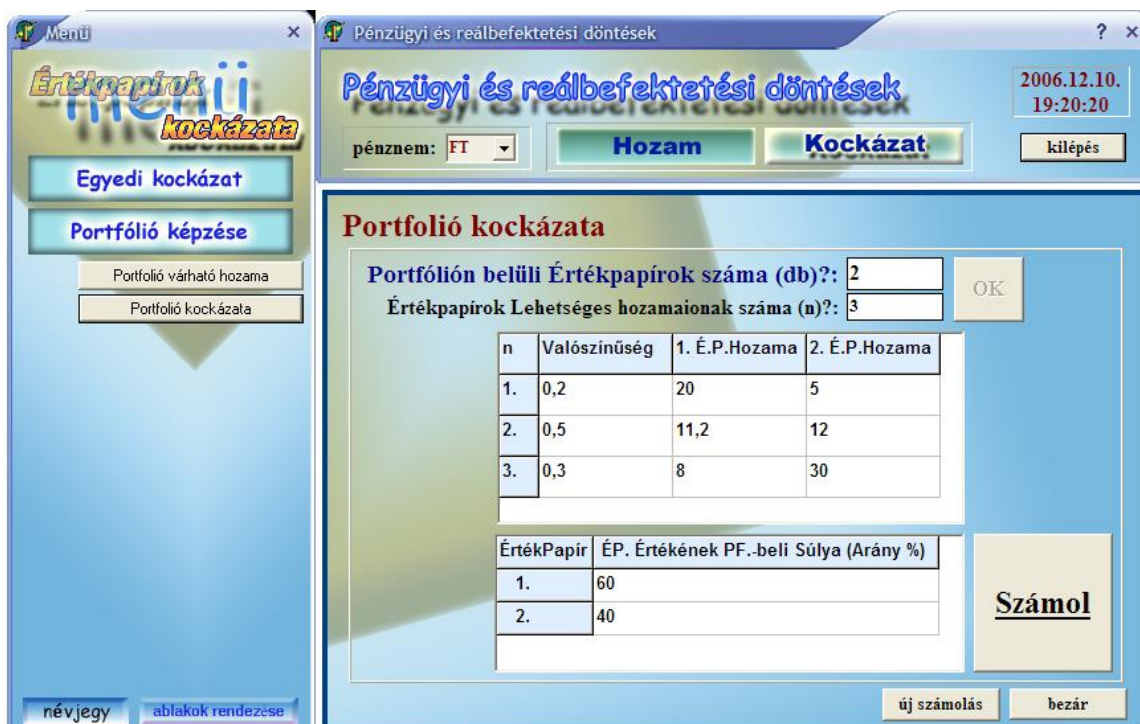 Menü
Értékpapírok
menü
kockázata
Egyedi kockázat
Portfólió képzése
Portfolió várható hozama
Portfolió kockázata
névjegy
ablakok rendezése
Pénzügyi és reálbefektetési döntések
Pénzügyi és reálbefektetési döntések
2006.12.10.
19:20:20
pénznem: FT
Hozam
Kockázat
kilépés
Portfolió kockázata
Portfólión belüli Értékpapírok száma (db)?: 2
OK
Értékpapírok Lehetséges hozamaionak száma (n)?: 3
n Valószínűség 1. É.P.Hozama 2. É.P.Hozama
1. 0,2 20 5
2. 0,5 11,2 12
3. 0,3 8 30
ÉrtékPapír ÉP. Értékének PF.-beli Súlya (Arány %)
1. 60
2. 40
Számol
új számolás
bezár